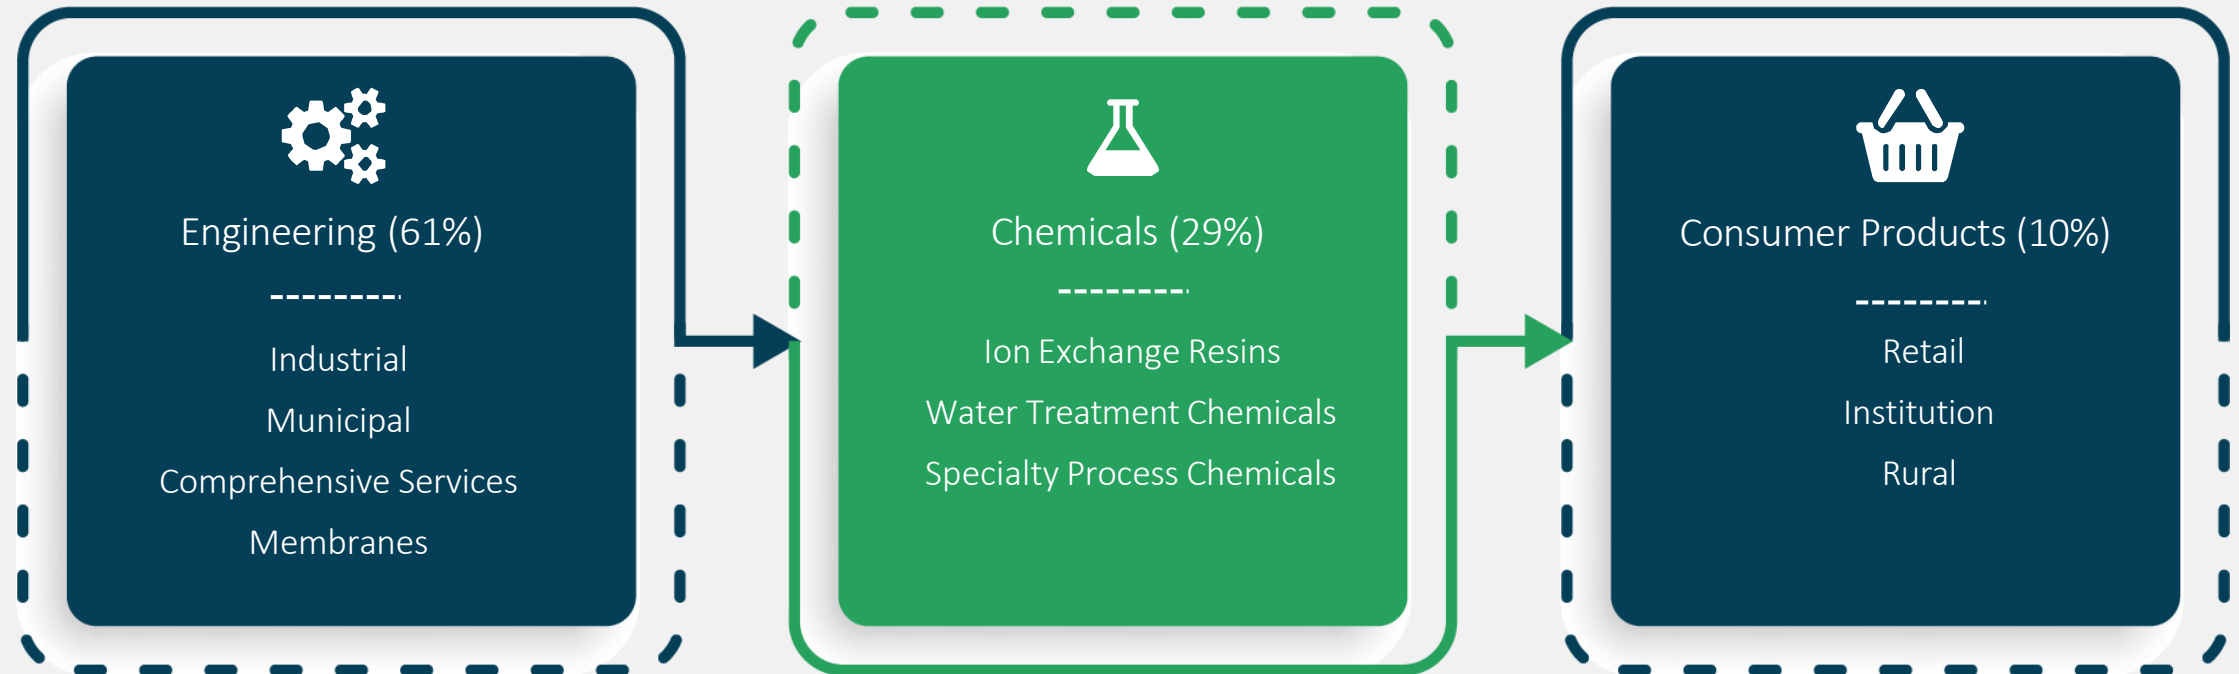 Engineering (61%)
Industrial
Municipal
Comprehensive Services
Membranes
Chemicals (29%)
Ion Exchange Resins
Water Treatment Chemicals
Specialty Process Chemicals
Consumer Products (10%)
Retail
Institution
Rural